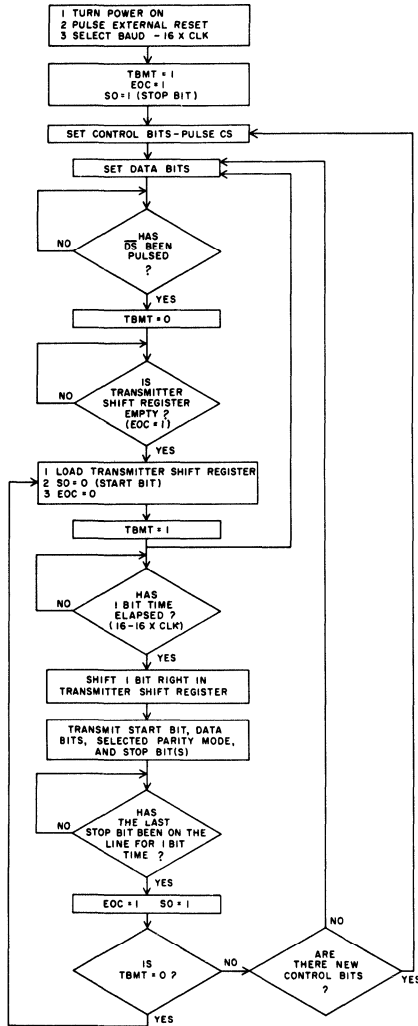 1 TURN POWER ON
2 PULSE EXTERNAL RESET
3 SELECT BAUD - 16 X CLK
TBMT = 1
EOC = 1
SO=1 (STOP BIT)
SET CONTROL BITS-PULSE CS
SET DATA BITS
HAS
D̅S̅ BEEN
PULSED
?
NO
YES
TBMT = 0
IS
TRANSMITTER
SHIFT REGISTER
EMPTY ?
(EOC = 1)
NO
YES
1 LOAD TRANSMITTER SHIFT REGISTER
2 SO=0 (START BIT)
3 EOC=0
TBMT = 1
HAS
1 BIT TIME
ELAPSED ?
(16-16 X CLK)
NO
YES
SHIFT 1 BIT RIGHT IN
TRANSMITTER SHIFT REGISTER
TRANSMIT START BIT, DATA
BITS, SELECTED PARITY MODE,
AND STOP BIT(S)
HAS
THE LAST
STOP BIT BEEN ON THE
LINE FOR 1 BIT
TIME ?
NO
YES
EOC=1 SO=1
IS
TBMT=0 ?
NO
YES
ARE
THERE NEW
CONTROL BITS
?
NO
YES